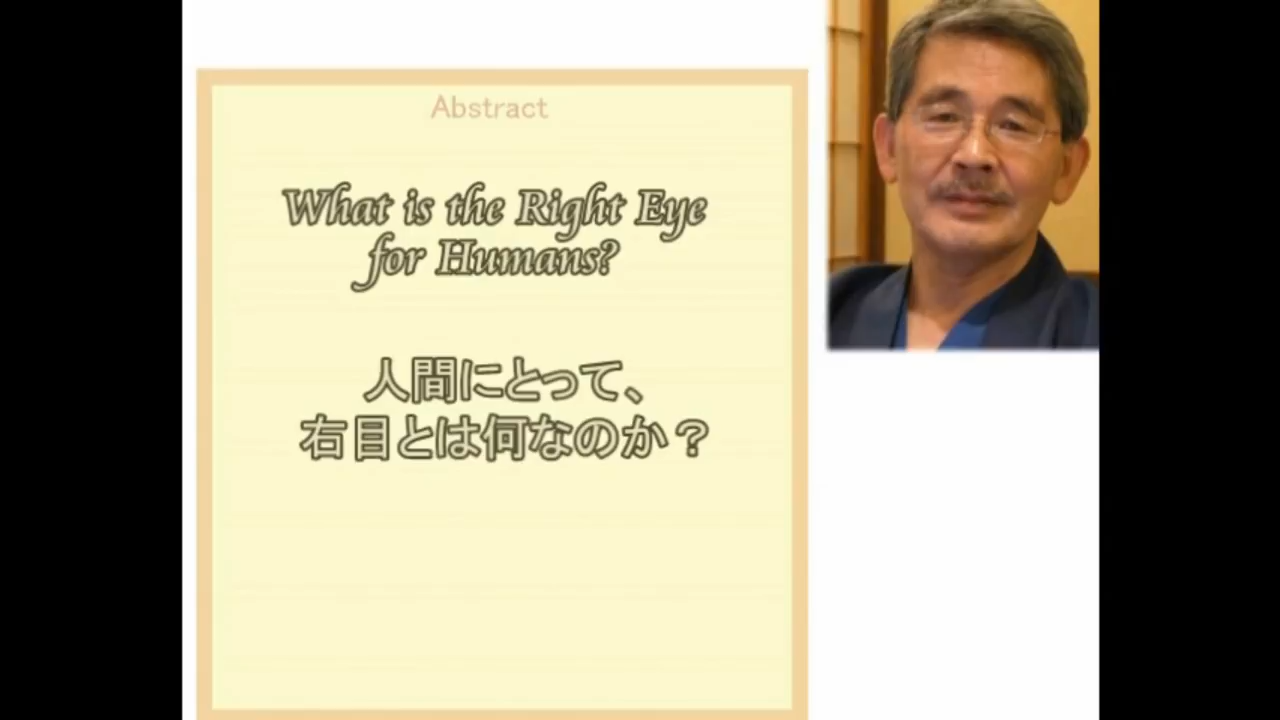 Abstract
What is the Right Eye
for Humans?
人間にとって、
右目とは何なのか？